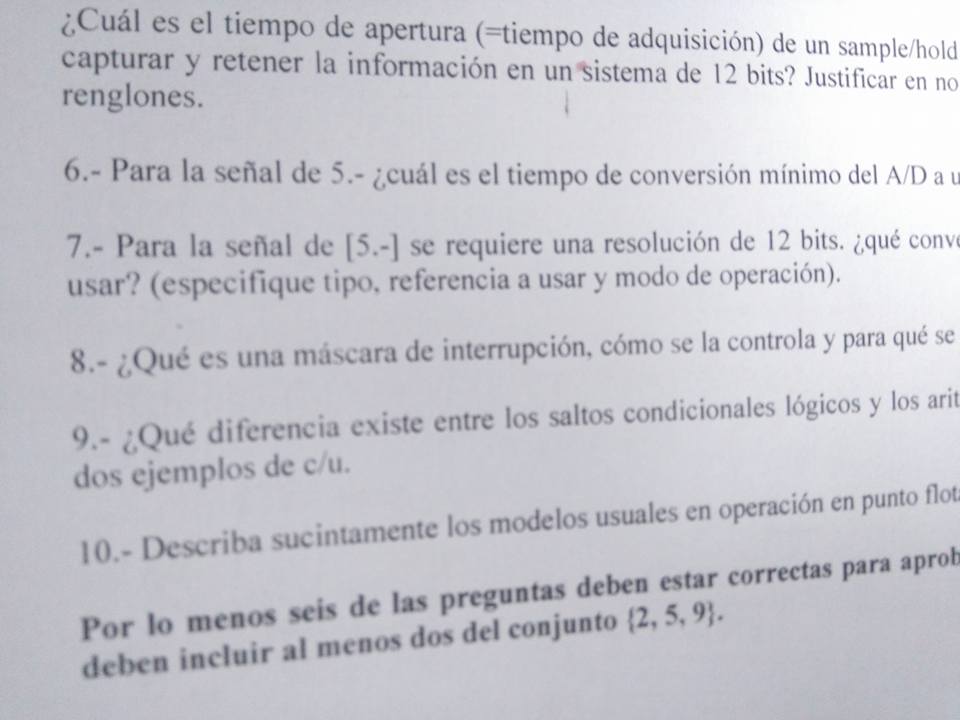 ¿Cuál es el tiempo de apertura (=tiempo de adquisición) de un sample/hold
capturar y retener la información en un sistema de 12 bits? Justificar en no
renglones.
6.- Para la señal de 5.- ¿cuál es el tiempo de conversión mínimo del A/D a u
7.- Para la señal de [5.-] se requiere una resolución de 12 bits. ¿qué conve
usar? (especifique tipo, referencia a usar y modo de operación).
8.- ¿Qué es una máscara de interrupción, cómo se la controla y para qué se
9.- ¿Qué diferencia existe entre los saltos condicionales lógicos y los arit
dos ejemplos de c/u.
10.- Describa sucintamente los modelos usuales en operación en punto flota
Por lo menos seis de las preguntas deben estar correctas para aprob
deben incluir al menos dos del conjunto {2, 5, 9}.